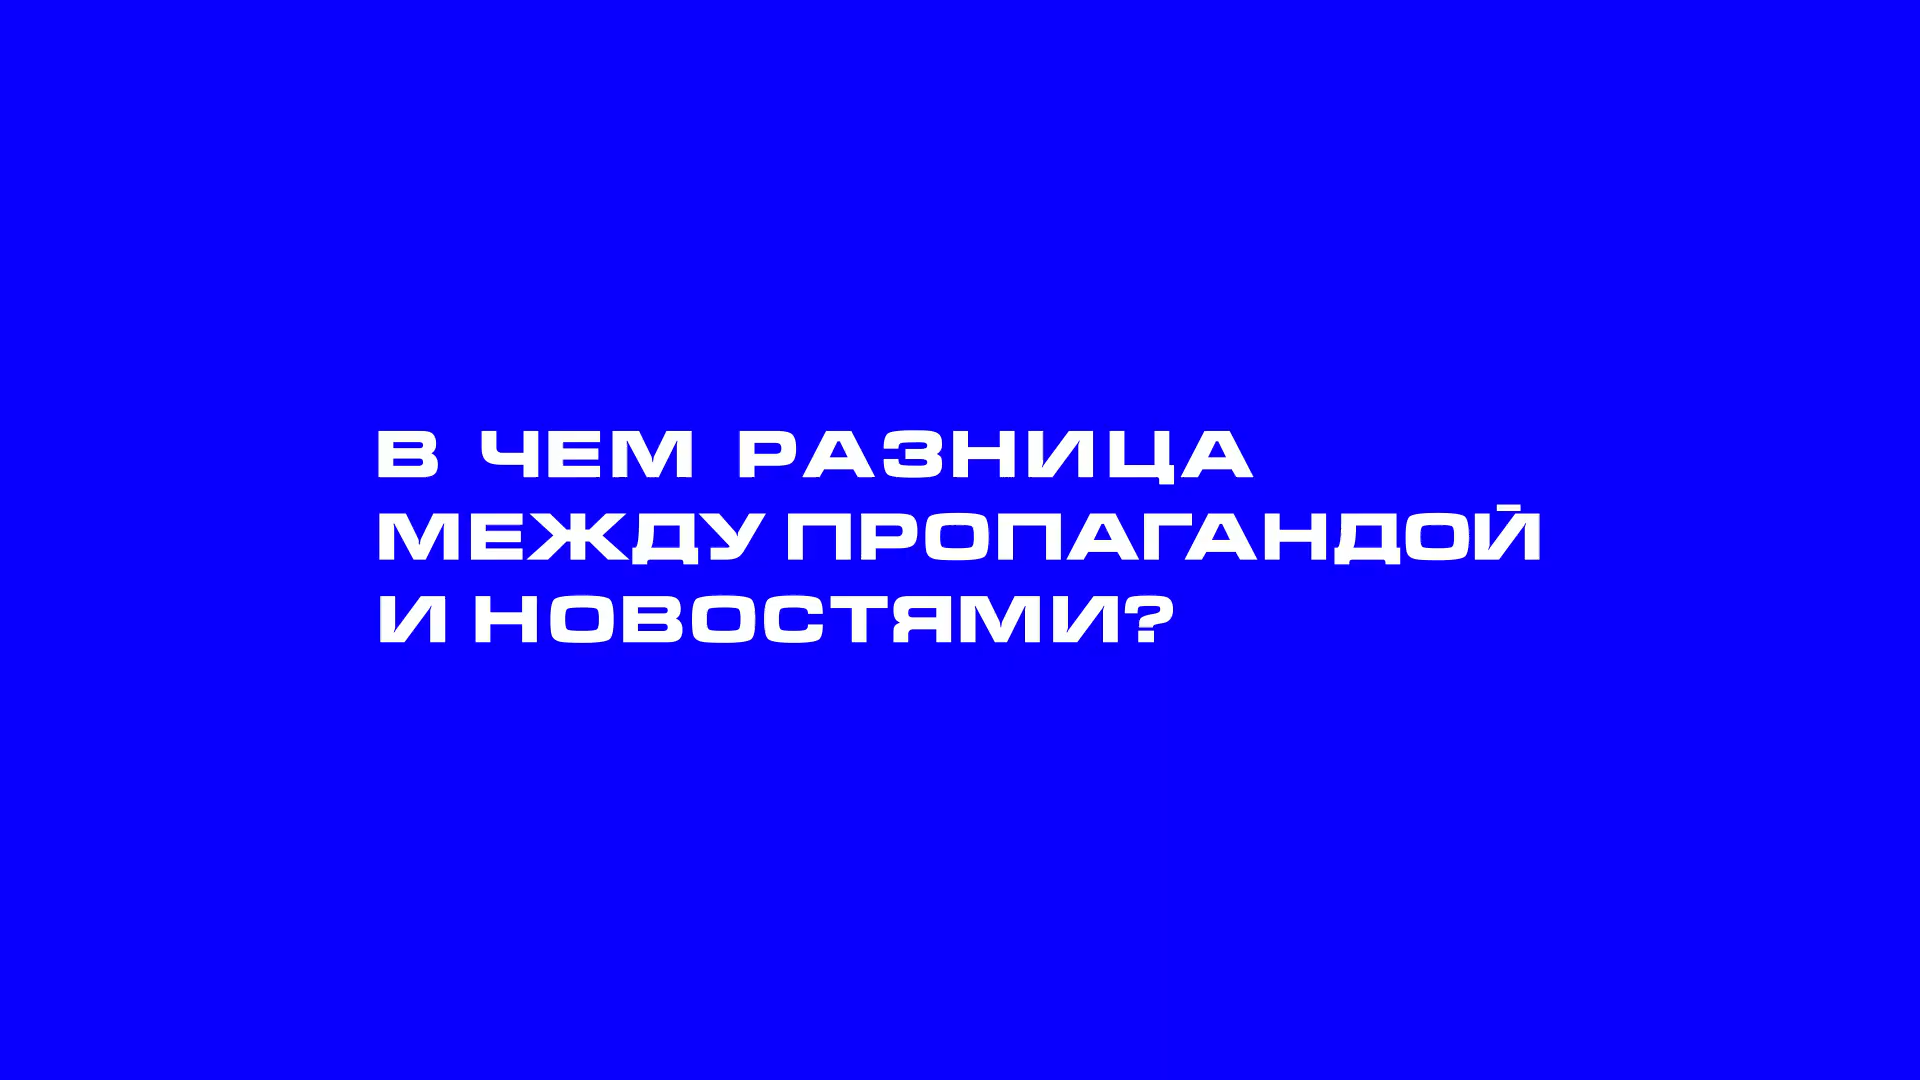 В ЧЕМ РАЗНИЦА
МЕЖДУ ПРОПАГАНДОЙ
И НОВОСТЯМИ?